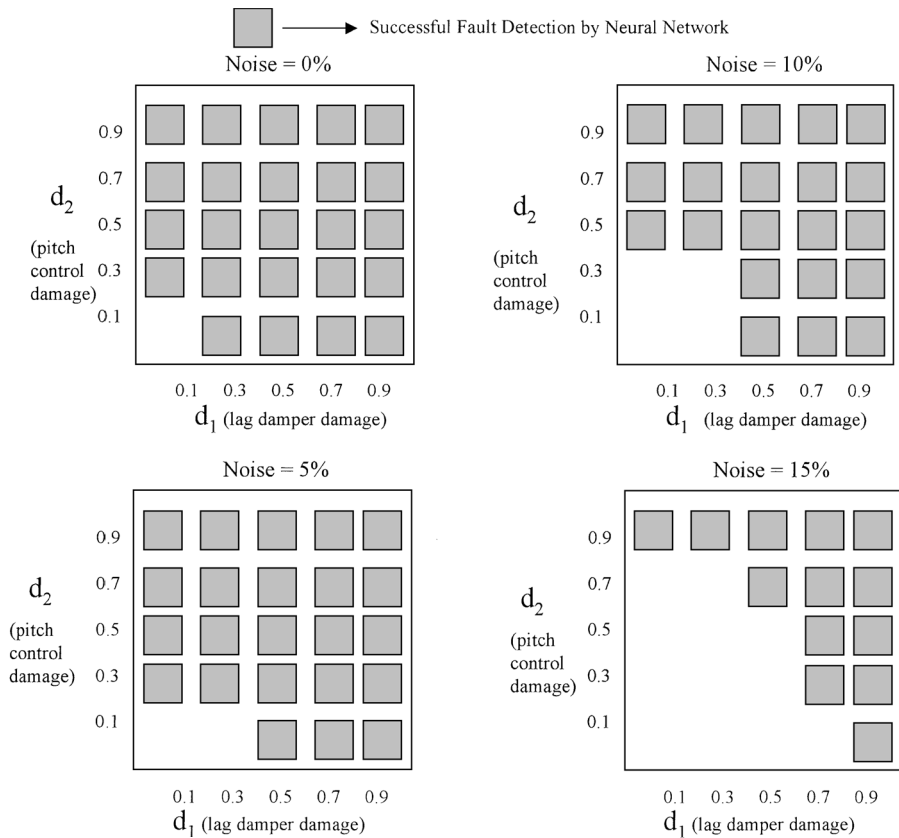 Successful Fault Detection by Neural Network
Noise = 0%
0.9
0.7
d2
0.5
(pitch
control
damage)
0.3
0.1
0.1 0.3 0.5 0.7 0.9
d1 (lag damper damage)
Noise = 10%
0.9
0.7
d2
0.5
(pitch
control
damage)
0.3
0.1
0.1 0.3 0.5 0.7 0.9
d1 (lag damper damage)
Noise = 5%
0.9
0.7
d2
0.5
(pitch
control
damage)
0.3
0.1
0.1 0.3 0.5 0.7 0.9
d1 (lag damper damage)
Noise = 15%
0.9
0.7
d2
0.5
(pitch
control
damage)
0.3
0.1
0.1 0.3 0.5 0.7 0.9
d1 (lag damper damage)